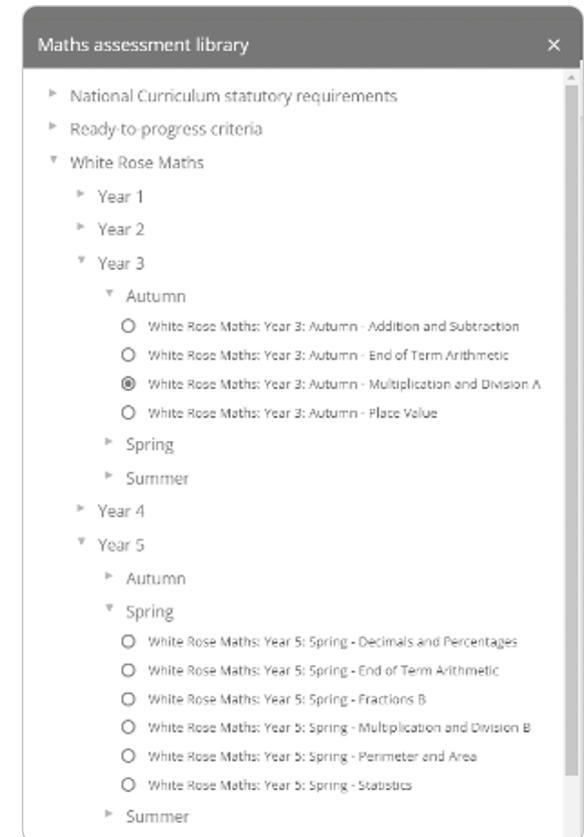 Maths assessment library
National Curriculum statutory requirements
Ready-to-progress criteria
White Rose Maths
Year 1
Year 2
Year 3
Autumn
White Rose Maths: Year 3: Autumn - Addition and Subtraction
White Rose Maths: Year 3: Autumn - End of Term Arithmetic
White Rose Maths: Year 3: Autumn - Multiplication and Division A
White Rose Maths: Year 3: Autumn - Place Value
Spring
Summer
Year 4
Year 5
Autumn
Spring
White Rose Maths: Year 5: Spring - Decimals and Percentages
White Rose Maths: Year 5: Spring - End of Term Arithmetic
White Rose Maths: Year 5: Spring - Fractions B
White Rose Maths: Year 5: Spring - Multiplication and Division B
White Rose Maths: Year 5: Spring - Perimeter and Area
White Rose Maths: Year 5: Spring - Statistics
Summer